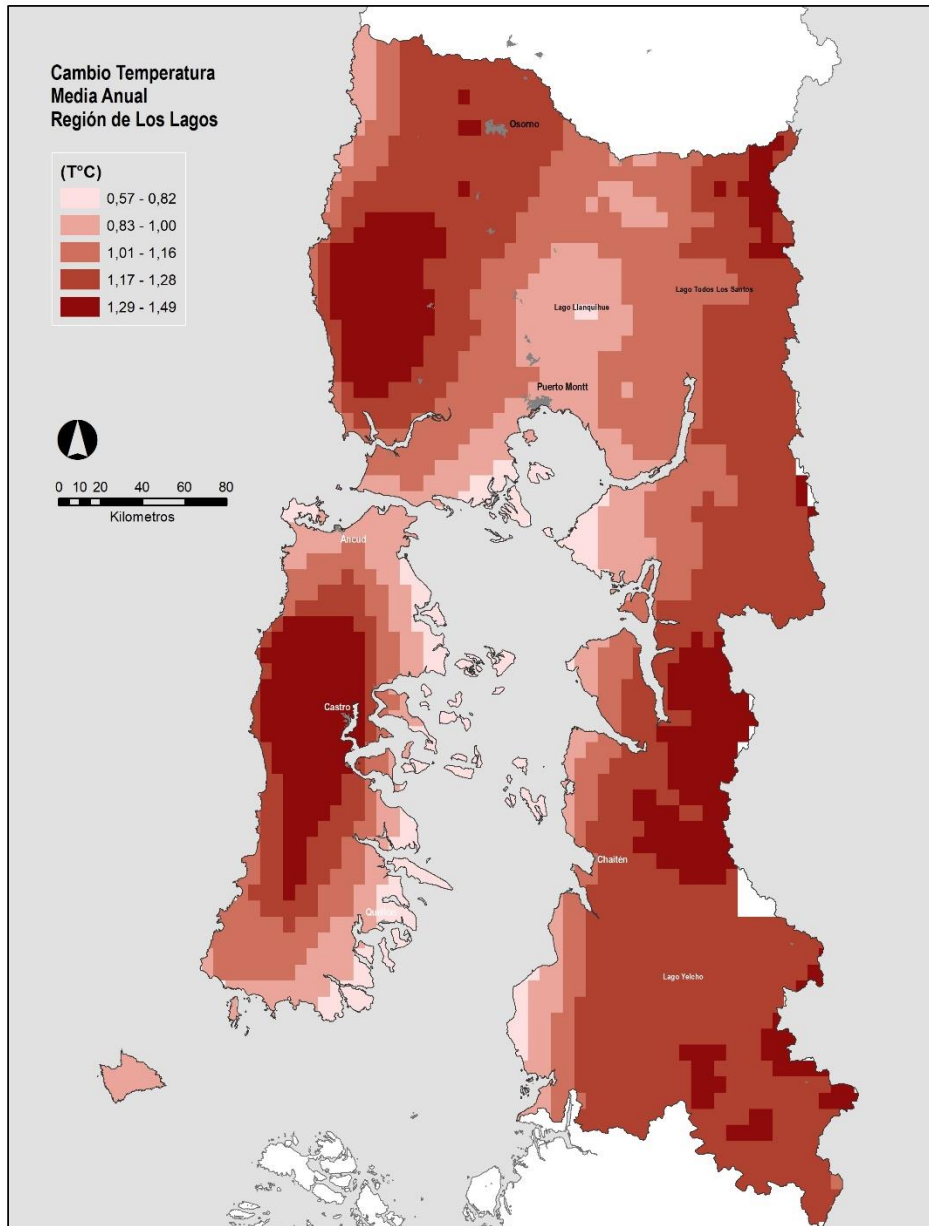 Cambio Temperatura
Media Anual
Región de Los Lagos
(T°C)
0,57 - 0,82
0,83 - 1,00
1,01 - 1,16
1,17 - 1,28
1,29 - 1,49
0 10 20 40 60 80
Kilometros
Osorno
Lago Todos Los Santos
Lago Llanquihue
Puerto Montt
Ancud
Castro
Chaitén
Lago Yelcho